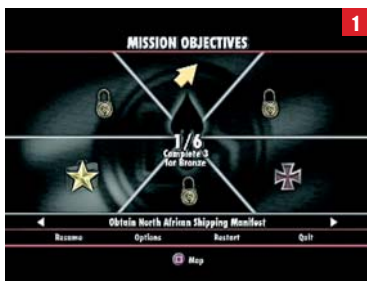 1
MISSION OBJECTIVES
1/6
Complete 3
for Bronze
Obtain North African Shipping Manifest
Resume Options Restart Quit
Map